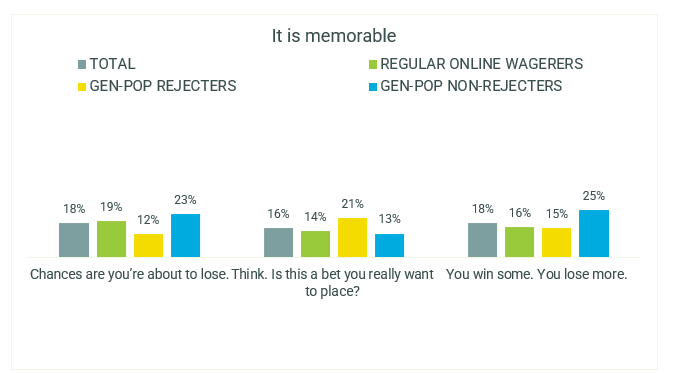 It is memorable
TOTAL
REGULAR ONLINE WAGERERS
GEN-POP REJECTERS
GEN-POP NON-REJECTERS
18%
19%
12%
23%
16%
14%
21%
13%
18%
16%
15%
25%
Chances are you’re about to lose.
Think. Is this a bet you really want
to place?
You win some. You lose more.